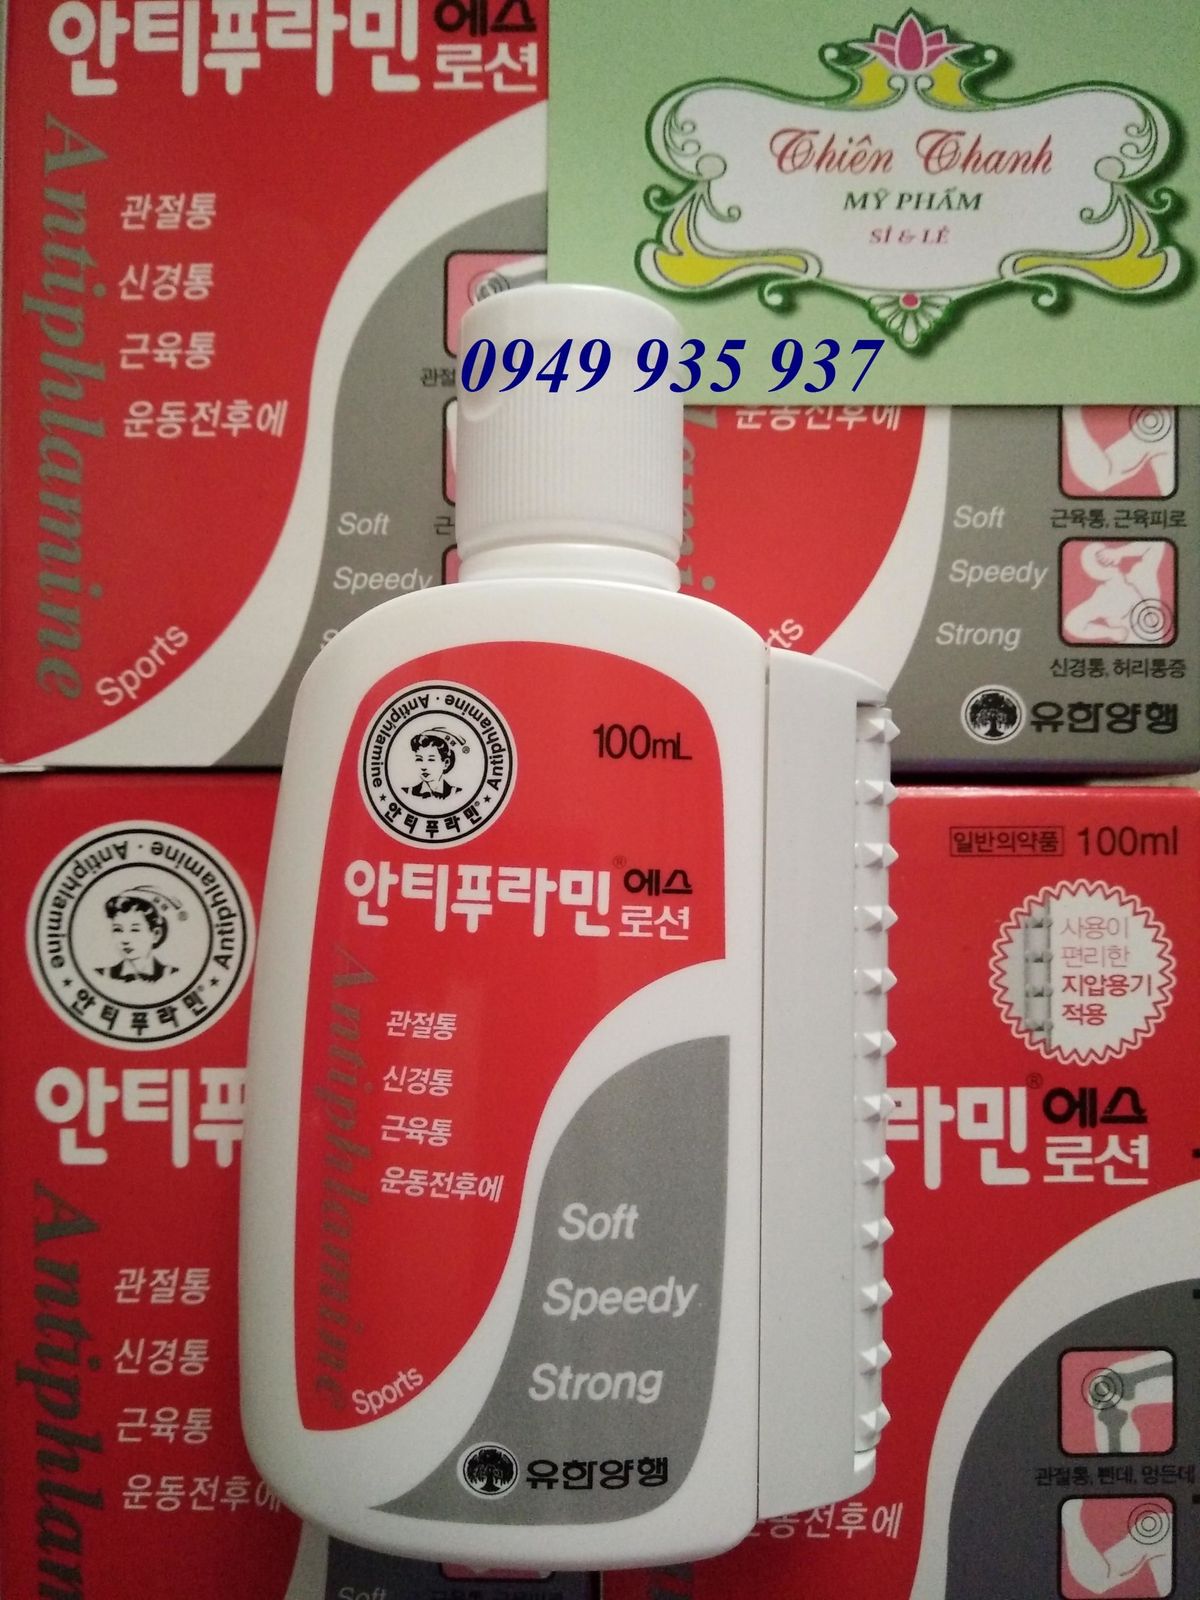 안티푸라민 에스
로션
Antiphlamine
관절통
신경통
근육통
운동전후에
Soft
Speedy
Sports
Thiên Thanh
MỸ PHẨM
SỈ & LẺ
0949 935 937
운동전후에
Soft
Speedy
Strong
근육통, 근육피로
신경통, 허리통증
유한양행
Antiphlamine · Antiphlamine
안티푸라민
100mL
안티푸라민® 에스
로션
Antiphlamine
관절통
신경통
근육통
운동전후에
Soft
Speedy
Strong
Sports
유한양행
Antiphlamine · Antiphlamine
안티푸라민
안티푸
Antiphla
관절통
신경통
근육통
운동전후에
Soft
일반의약품 100ml
사용이
편리한
지압용기
적용
라민® 에스
로션
관절통, 삔데, 멍든데
운동전후에